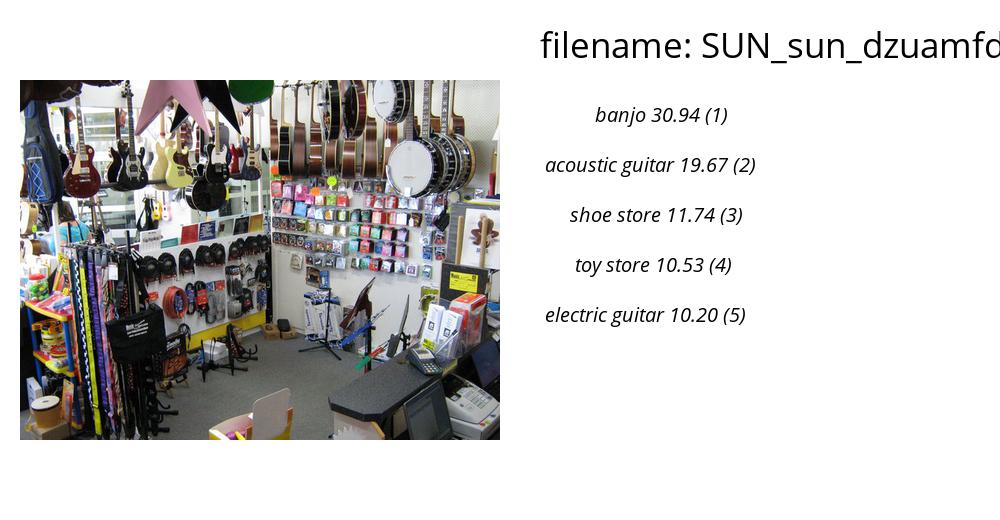 filename: SUN_sun_dzuamfd
banjo 30.94 (1)
acoustic guitar 19.67 (2)
shoe store 11.74 (3)
toy store 10.53 (4)
electric guitar 10.20 (5)